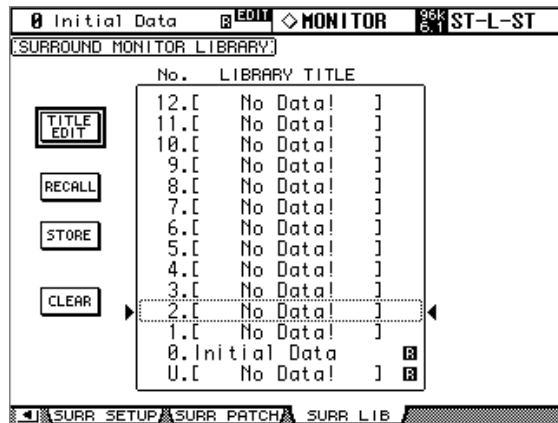 0 Initial Data R EDIT ◇MONITOR 96k 6.1 ST-L-ST
SURROUND MONITOR LIBRARY
No. LIBRARY TITLE
TITLE EDIT
RECALL
STORE
CLEAR
12.[ No Data! ]
11.[ No Data! ]
10.[ No Data! ]
9.[ No Data! ]
8.[ No Data! ]
7.[ No Data! ]
6.[ No Data! ]
5.[ No Data! ]
4.[ No Data! ]
3.[ No Data! ]
2.[ No Data! ]
1.[ No Data! ]
0.Initial Data R
U.[ No Data! ] R
SURR SETUP SURR PATCH SURR LIB